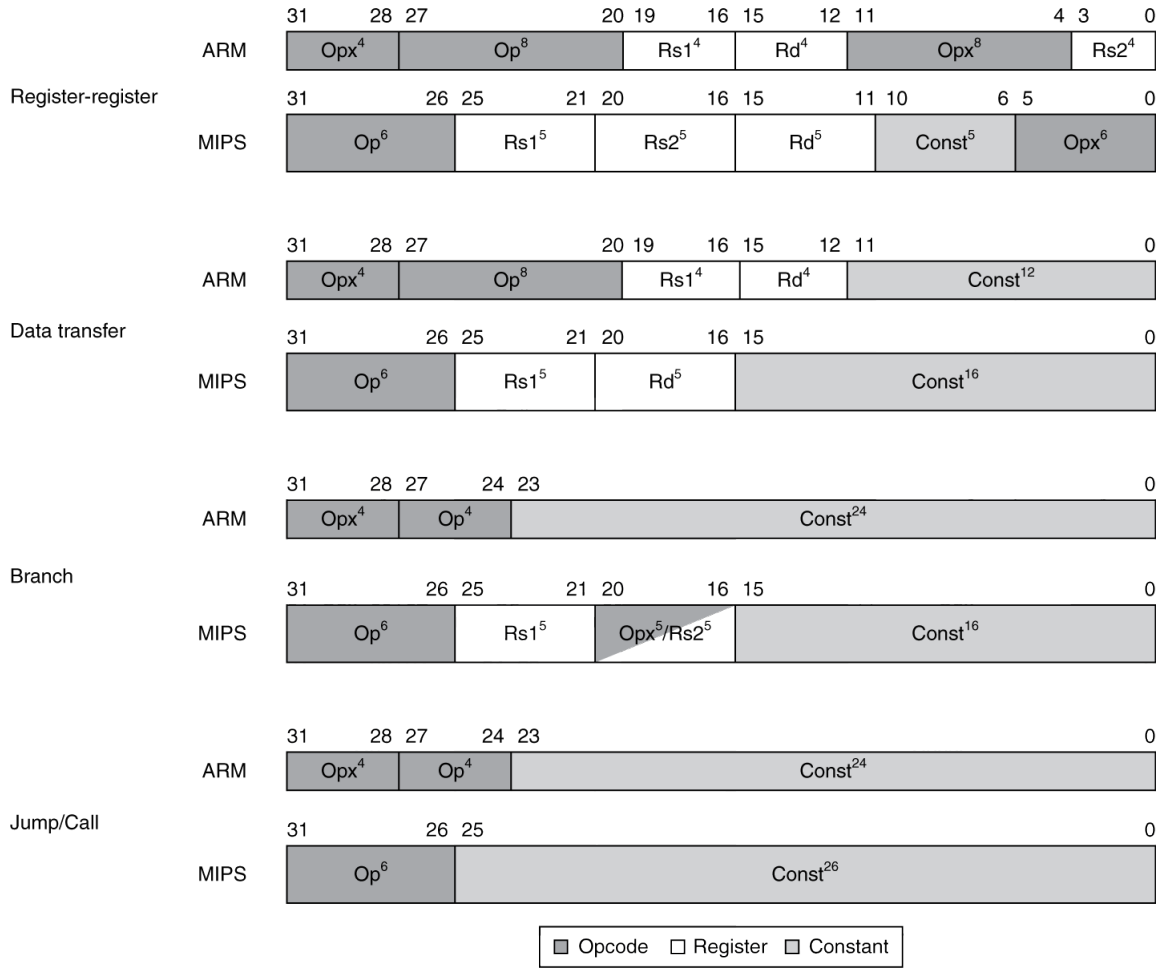 31 28 27 20 19 16 15 12 11 4 3 0
ARM Opx⁴ Op⁸ Rs1⁴ Rd⁴ Opx⁸ Rs2⁴
Register-register
31 26 25 21 20 16 15 11 10 6 5 0
MIPS Op⁶ Rs1⁵ Rs2⁵ Rd⁵ Const⁵ Opx⁶
31 28 27 20 19 16 15 12 11 0
ARM Opx⁴ Op⁸ Rs1⁴ Rd⁴ Const¹²
Data transfer
31 26 25 21 20 16 15 0
MIPS Op⁶ Rs1⁵ Rd⁵ Const¹⁶
31 28 27 24 23 0
ARM Opx⁴ Op⁴ Const²⁴
Branch
31 26 25 21 20 16 15 0
MIPS Op⁶ Rs1⁵ Opx⁵/Rs2⁵ Const¹⁶
31 28 27 24 23 0
ARM Opx⁴ Op⁴ Const²⁴
Jump/Call
31 26 25 0
MIPS Op⁶ Const²⁶
Opcode Register Constant